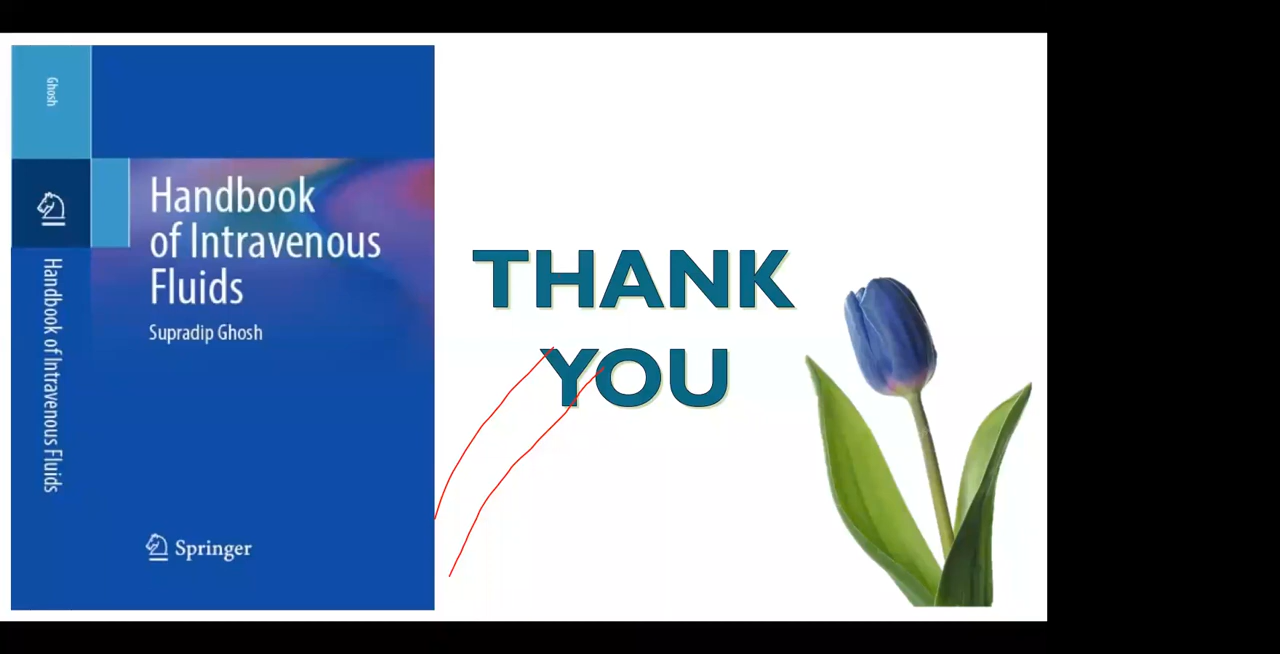 Ghosh
Handbook of Intravenous Fluids
Handbook
of Intravenous
Fluids
Supradip Ghosh
Springer
THANK
YOU